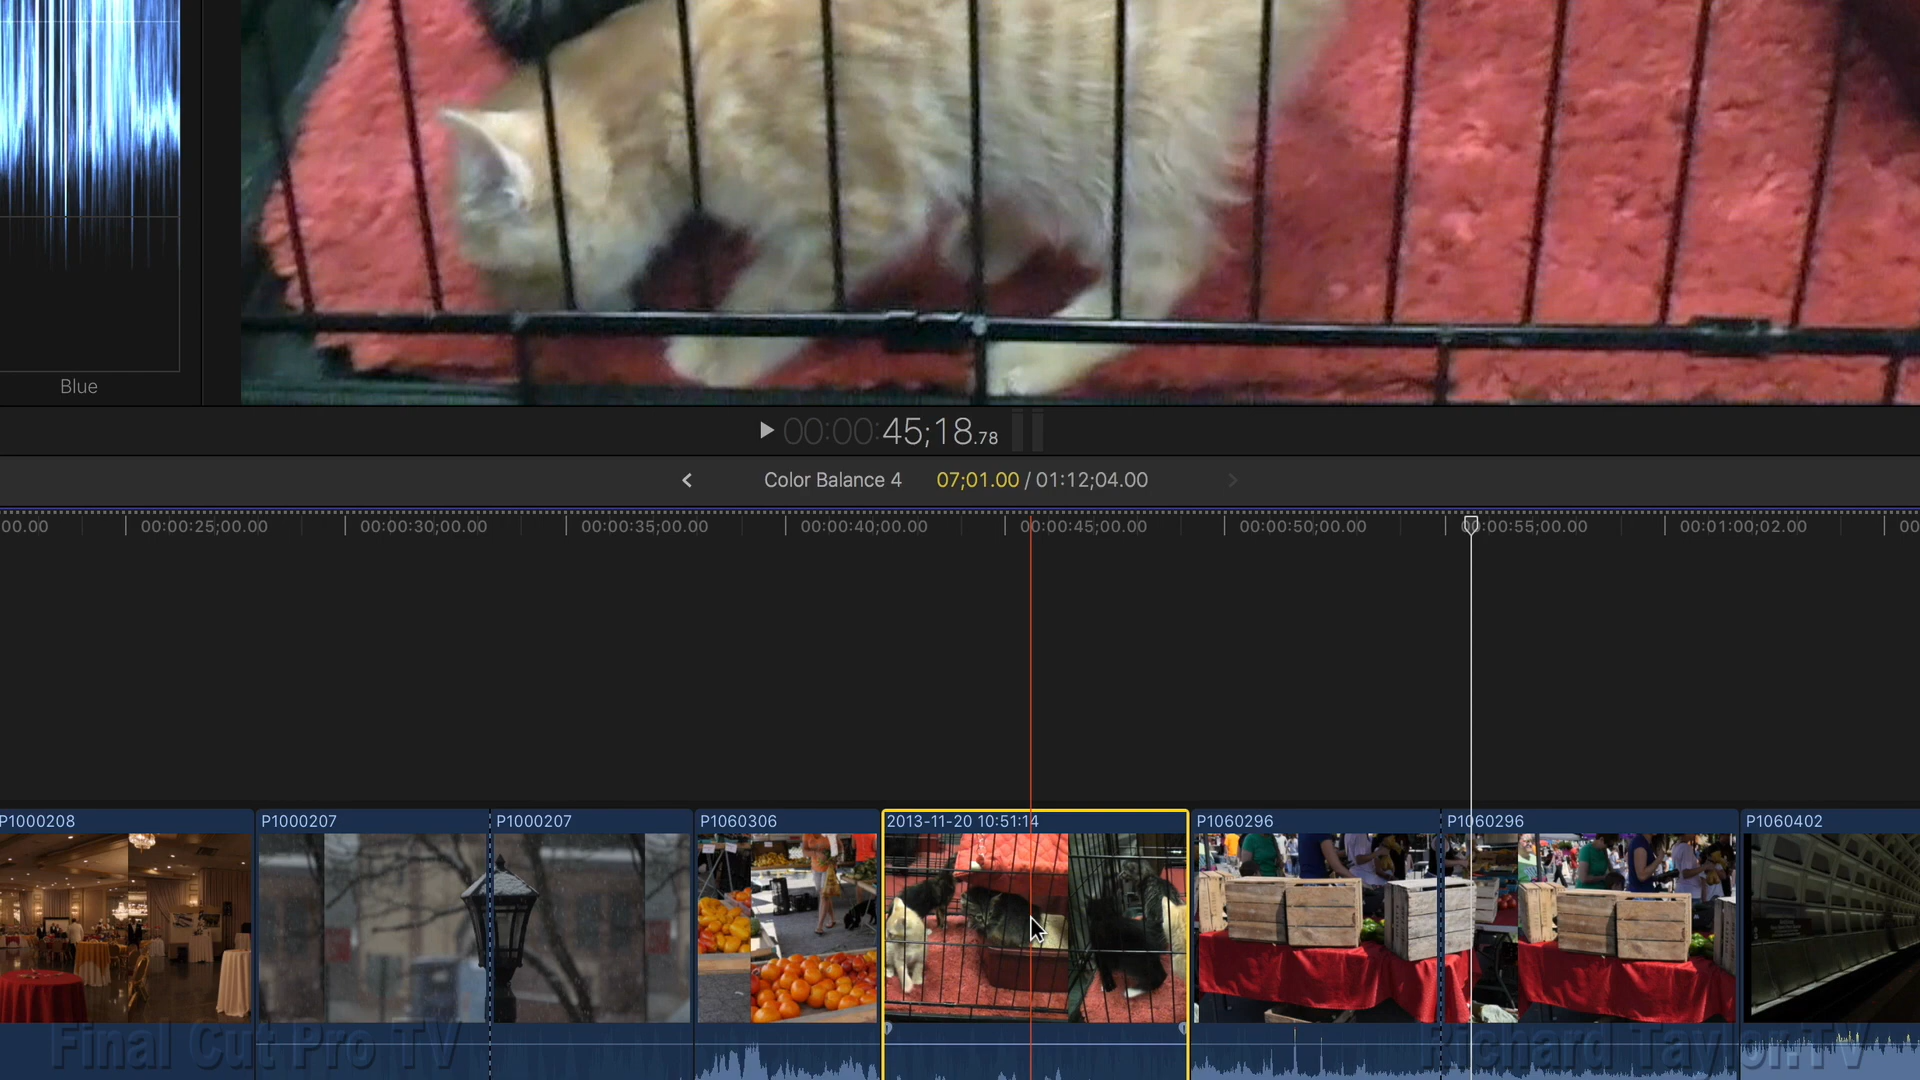 Blue
00:00:45;18.78
Color Balance 4 07;01.00 / 01:12;04.00
00.00 00:00:25;00.00 00:00:30;00.00 00:00:35;00.00 00:00:40;00.00 00:00:45;00.00 00:00:50;00.00 00:00:55;00.00 00:01:00;02.00 00
P1000208 P1000207 P1000207 P1060306 2013-11-20 10:51:14 P1060296 P1060296 P1060402
Final Cut Pro TV Richard Taylor.TV